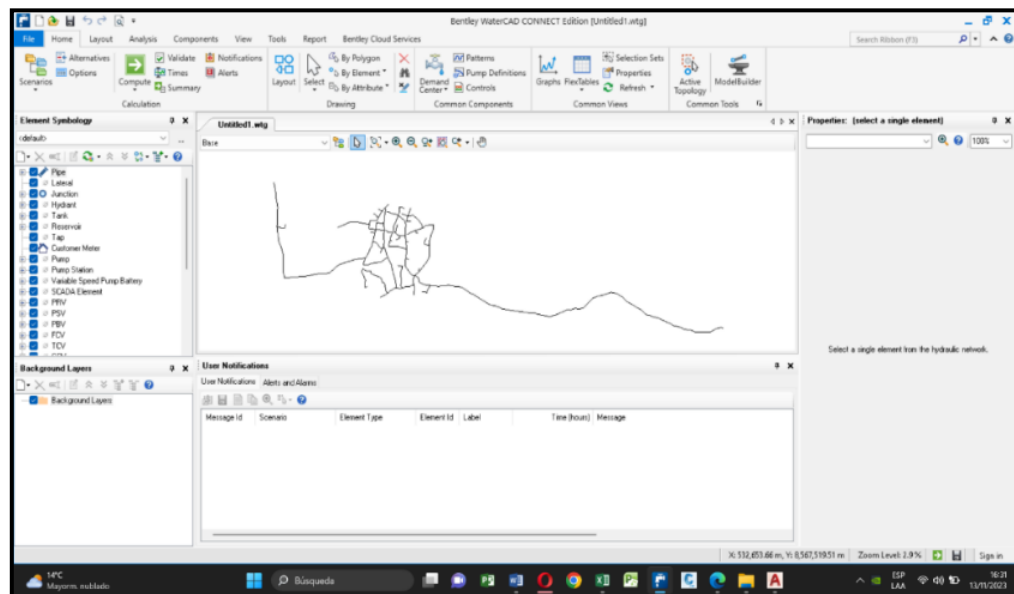 Bentley WaterCAD CONNECT Edition [Untitled1.wtg]
File Home Layout Analysis Components View Tools Report Bentley Cloud Services
Search Ribbon (F3)
Scenarios
Alternatives
Options
Compute
Validate
Times
Summary
Notifications
Alerts
Calculation
Layout
Select
By Polygon
By Element
By Attribute
Drawing
Demand Center
Patterns
Pump Definitions
Controls
Common Components
Graphs
FlexTables
Selection Sets
Properties
Refresh
Common Views
Active Topology
ModelBuilder
Common Tools
Element Symbology
<default>
Pipe
Lateral
Junction
Hydrant
Tank
Reservoir
Tap
Customer Meter
Pump
Pump Station
Variable Speed Pump Battery
SCADA Element
PRV
PSV
PBV
FCV
TCV
Background Layers
Background Layers
Untitled1.wtg
Base
User Notifications
User Notifications Alerts and Alarms
Message Id Scenario Element Type Element Id Label Time (hours) Message
Properties: (select a single element)
100%
Select a single element from the hydraulic network.
X: 532,653.66 m, Y: 8,567,519.51 m Zoom Level: 2.9 % Sign in
14°C
Mayorm. nublado
Búsqueda
ESP
LAA
16:21
13/11/2023